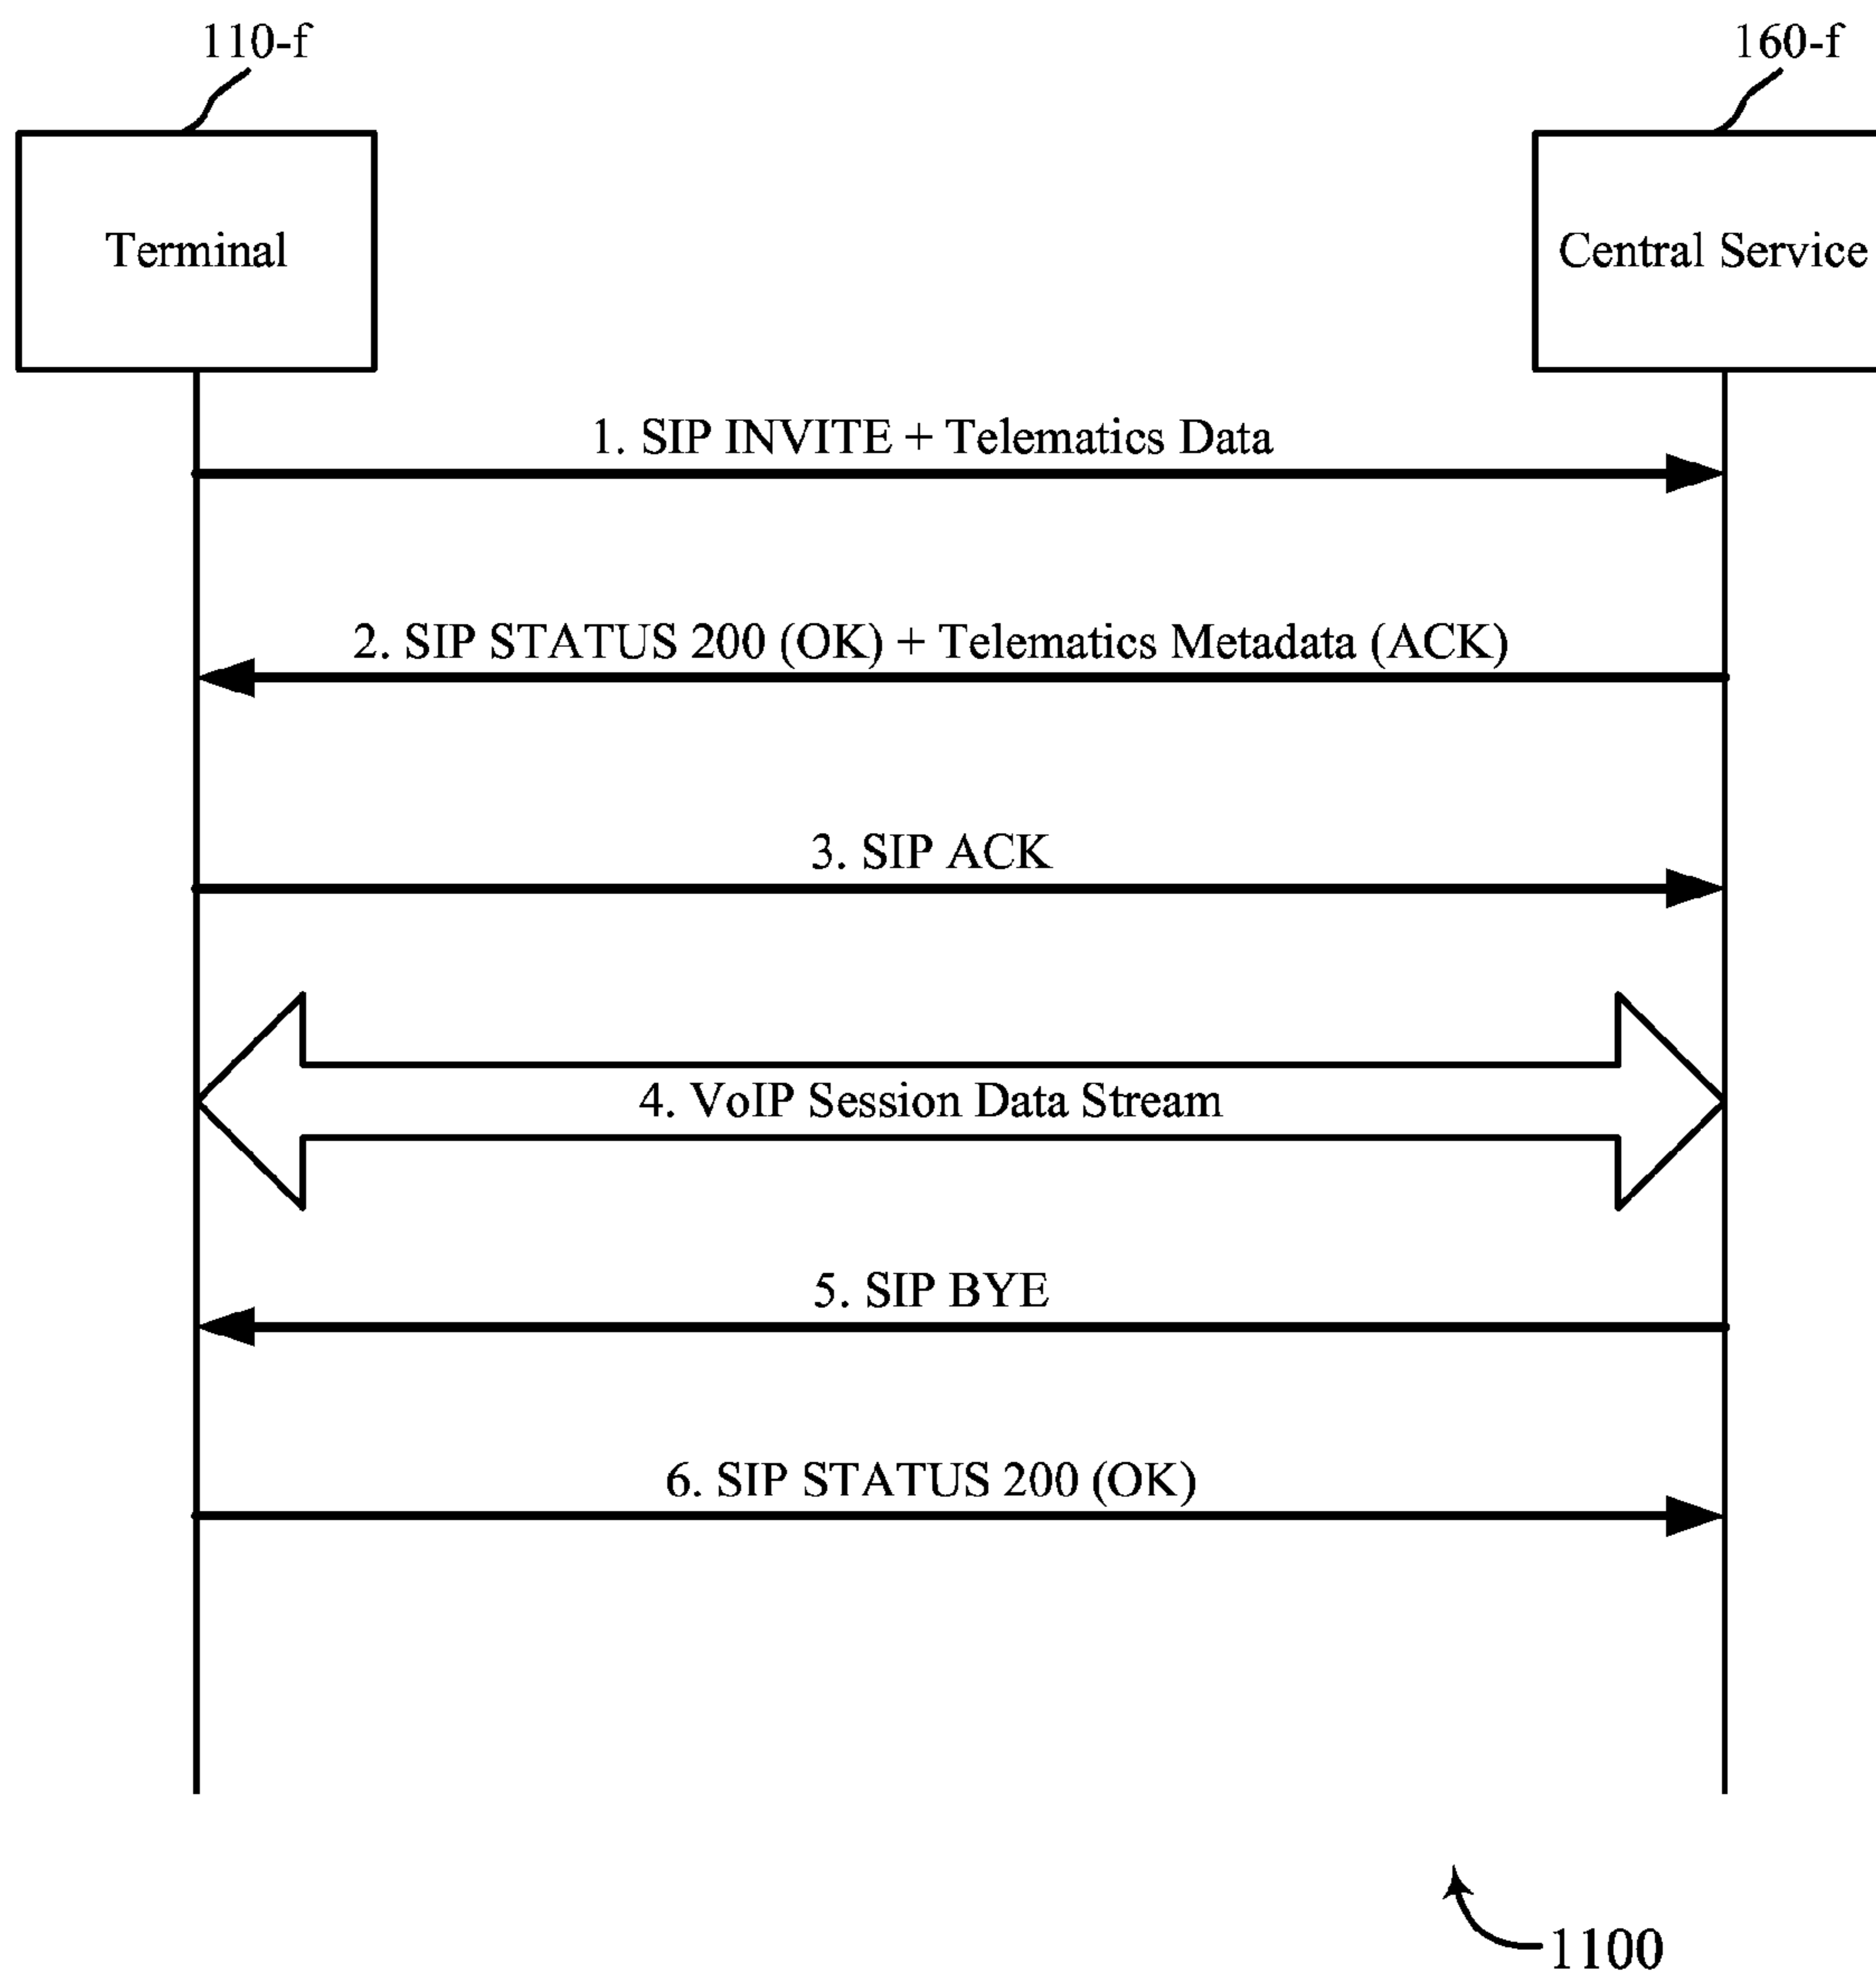 110-f
160-f
Terminal
Central Service
1. SIP INVITE + Telematics Data
2. SIP STATUS 200 (OK) + Telematics Metadata (ACK)
3. SIP ACK
4. VoIP Session Data Stream
5. SIP BYE
6. SIP STATUS 200 (OK)
1100